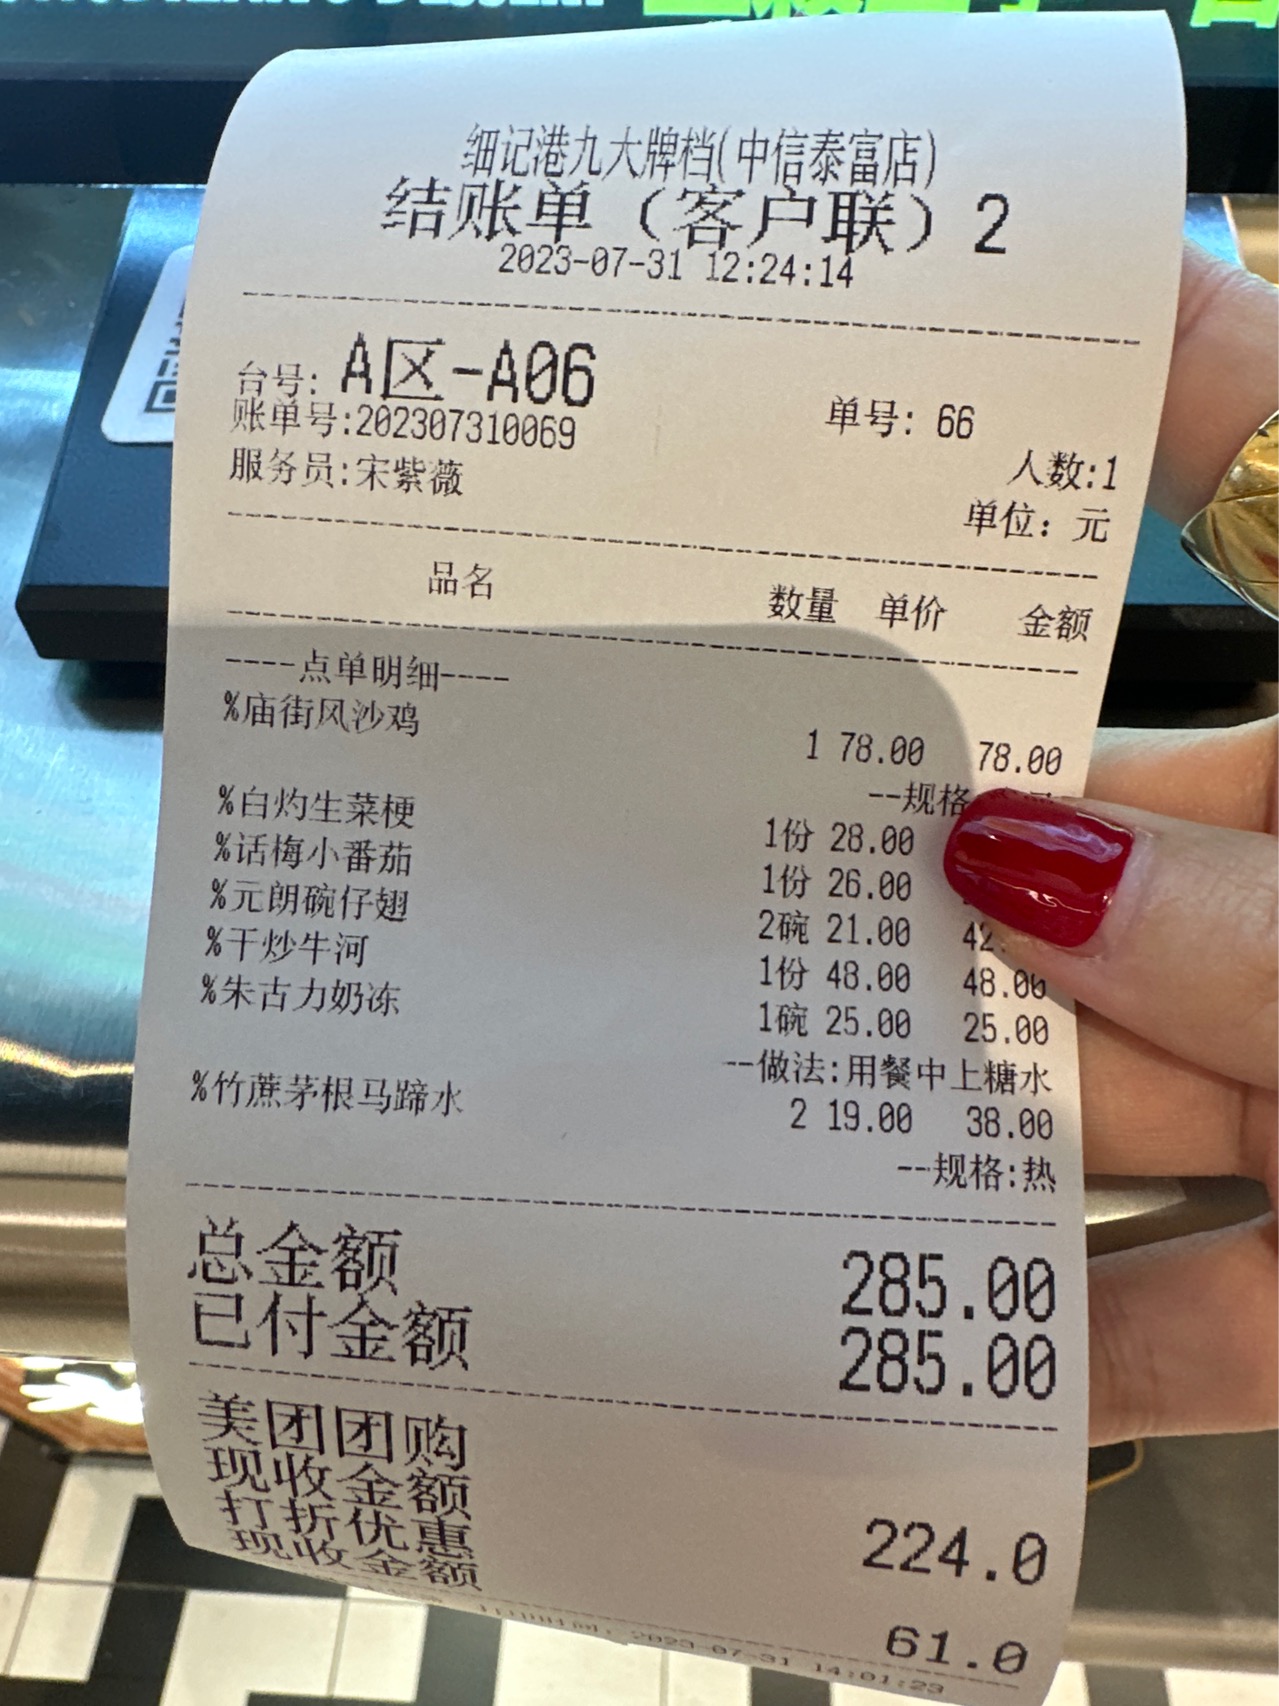 细记港九大牌档(中信泰富店)
结账单（客户联）2
2023-07-31 12:24:14
台号: A区-A06
单号: 66
账单号:202307310069
人数:1
服务员:宋紫薇
单位: 元
品名 数量 单价 金额
----点单明细----
%庙街风沙鸡
1 78.00 78.00
--规格
%白灼生菜梗 1份 28.00
%话梅小番茄 1份 26.00
%元朗碗仔翅 2碗 21.00 42.
%干炒牛河 1份 48.00 48.00
%朱古力奶冻 1碗 25.00 25.00
--做法:用餐中上糖水
%竹蔗茅根马蹄水 2 19.00 38.00
--规格:热
总金额 285.00
已付金额 285.00
美团团购
现收金额 224.0
打折优惠
现收金额 61.0
2023-07-31 14:01:23